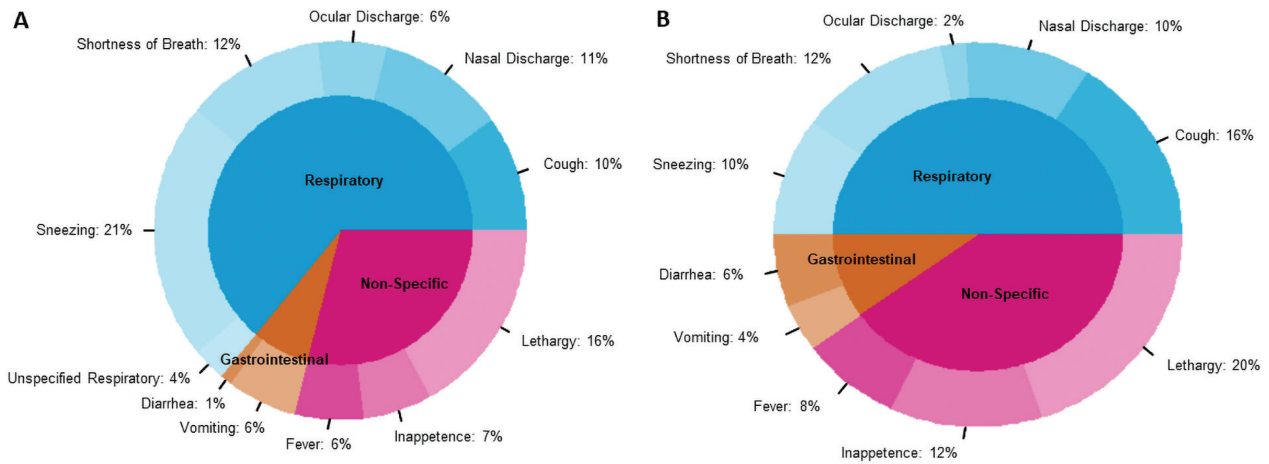 A
Ocular Discharge: 6%
Shortness of Breath: 12%
Nasal Discharge: 11%
Cough: 10%
Respiratory
Sneezing: 21%
Non-Specific
Lethargy: 16%
Gastrointestinal
Unspecified Respiratory: 4%
Diarrhea: 1%
Vomiting: 6%
Fever: 6%
Inappetence: 7%
B
Ocular Discharge: 2%
Nasal Discharge: 10%
Shortness of Breath: 12%
Cough: 16%
Sneezing: 10%
Respiratory
Gastrointestinal
Diarrhea: 6%
Non-Specific
Vomiting: 4%
Lethargy: 20%
Fever: 8%
Inappetence: 12%